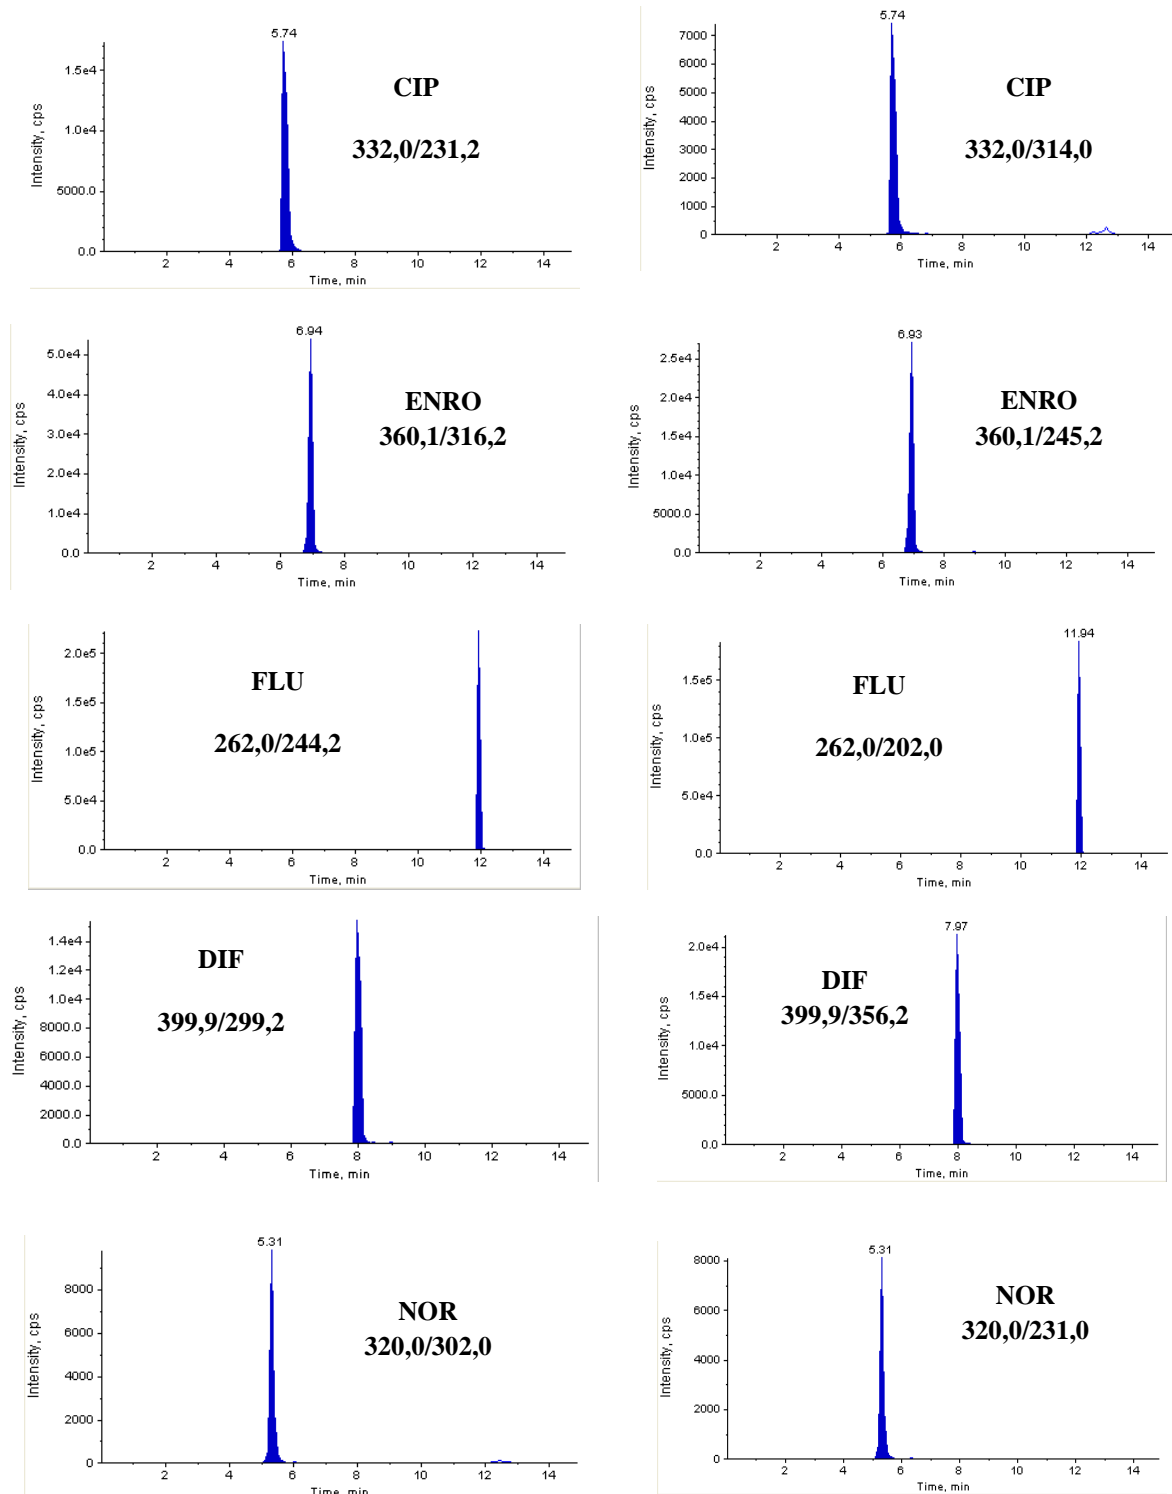 5.74
Intensity, cps
1.5e4
1.0e4
5000.0
0.0
CIP
332,0/231,2
2 4 6 8 10 12 14
Time, min
5.74
Intensity, cps
7000
6000
5000
4000
3000
2000
1000
0
CIP
332,0/314,0
2 4 6 8 10 12 14
Time, min
6.94
Intensity, cps
5.0e4
4.0e4
3.0e4
2.0e4
1.0e4
0.0
ENRO
360,1/316,2
2 4 6 8 10 12 14
Time, min
6.93
Intensity, cps
2.5e4
2.0e4
1.5e4
1.0e4
5000.0
0.0
ENRO
360,1/245,2
2 4 6 8 10 12 14
Time, min
Intensity, cps
2.0e5
1.5e5
1.0e5
5.0e4
0.0
FLU
262,0/244,2
2 4 6 8 10 12 14
Time, min
11.94
Intensity, cps
1.5e5
1.0e5
5.0e4
0.0
FLU
262,0/202,0
2 4 6 8 10 12 14
Time, min
Intensity, cps
1.4e4
1.2e4
1.0e4
8000.0
6000.0
4000.0
2000.0
0.0
DIF
399,9/299,2
2 4 6 8 10 12 14
Time, min
7.97
Intensity, cps
2.0e4
1.5e4
1.0e4
5000.0
0.0
DIF
399,9/356,2
2 4 6 8 10 12 14
Time, min
5.31
Intensity, cps
8000
6000
4000
2000
0
NOR
320,0/302,0
2 4 6 8 10 12 14
Time, min
5.31
Intensity, cps
8000
6000
4000
2000
0
NOR
320,0/231,0
2 4 6 8 10 12 14
Time, min